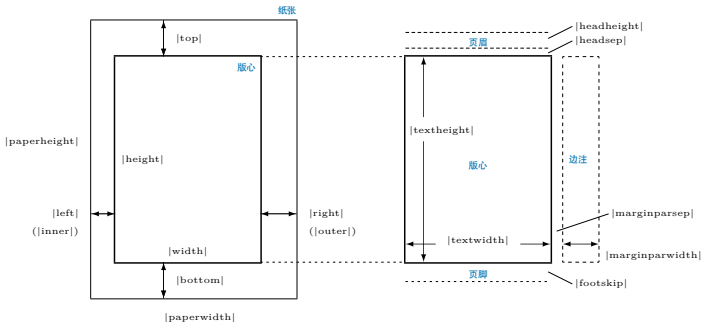 纸张
|top|
版心
|paperheight|
|height|
|left|
(|inner|)
|right|
(|outer|)
|width|
|bottom|
|paperwidth|
|headheight|
页眉
|headsep|
|textheight|
版心
边注
|marginparsep|
|textwidth|
|marginparwidth|
页脚
|footskip|